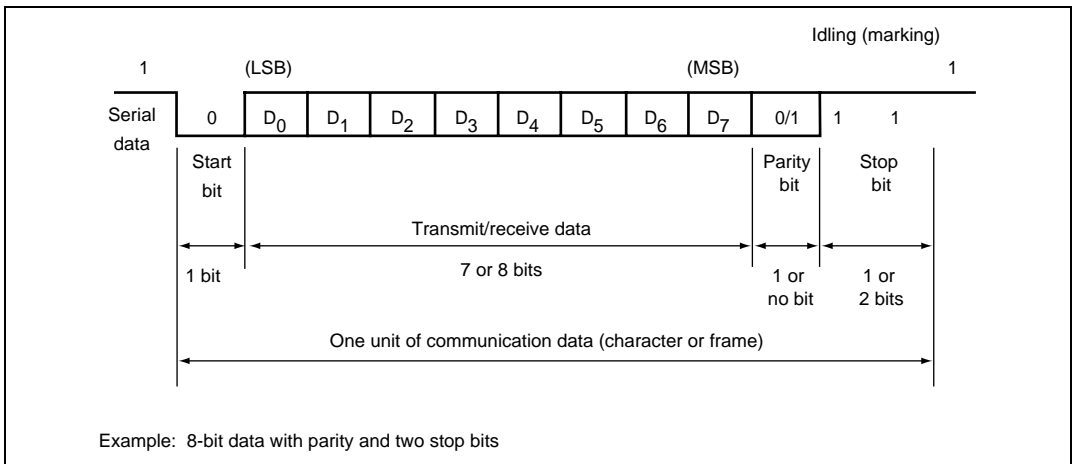 Idling (marking)
1 (LSB) (MSB) 1
Serial data
0 D0 D1 D2 D3 D4 D5 D6 D7 0/1 1 1
Start bit
Parity bit
Stop bit
Transmit/receive data
1 bit
7 or 8 bits
1 or no bit
1 or 2 bits
One unit of communication data (character or frame)
Example: 8-bit data with parity and two stop bits